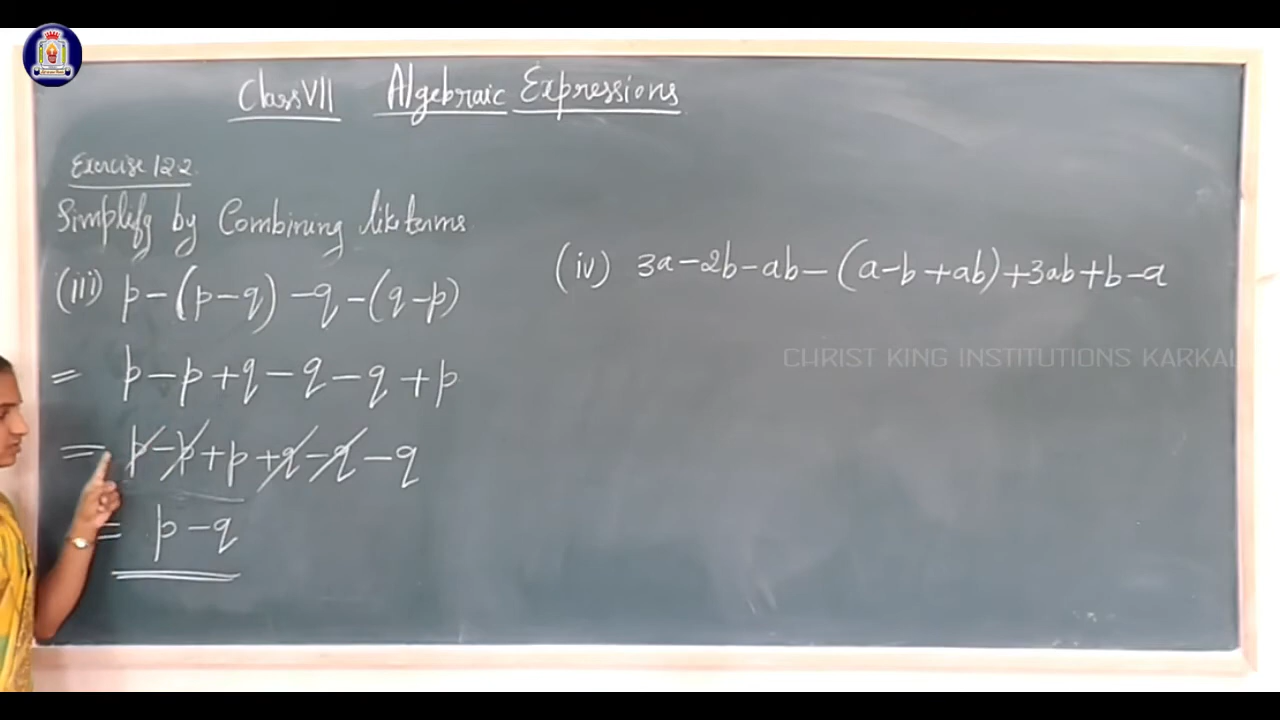 Class VII Algebraic Expressions
Exercise 12.2
Simplify by Combining like terms.
(iii) p-(p-q)-q-(q-p)
= p-p+q-q-q+p
= p-p+p+q-q-q
= p-q
(iv) 3a-2b-ab-(a-b+ab)+3ab+b-a
CHRIST KING INSTITUTIONS KARKAL